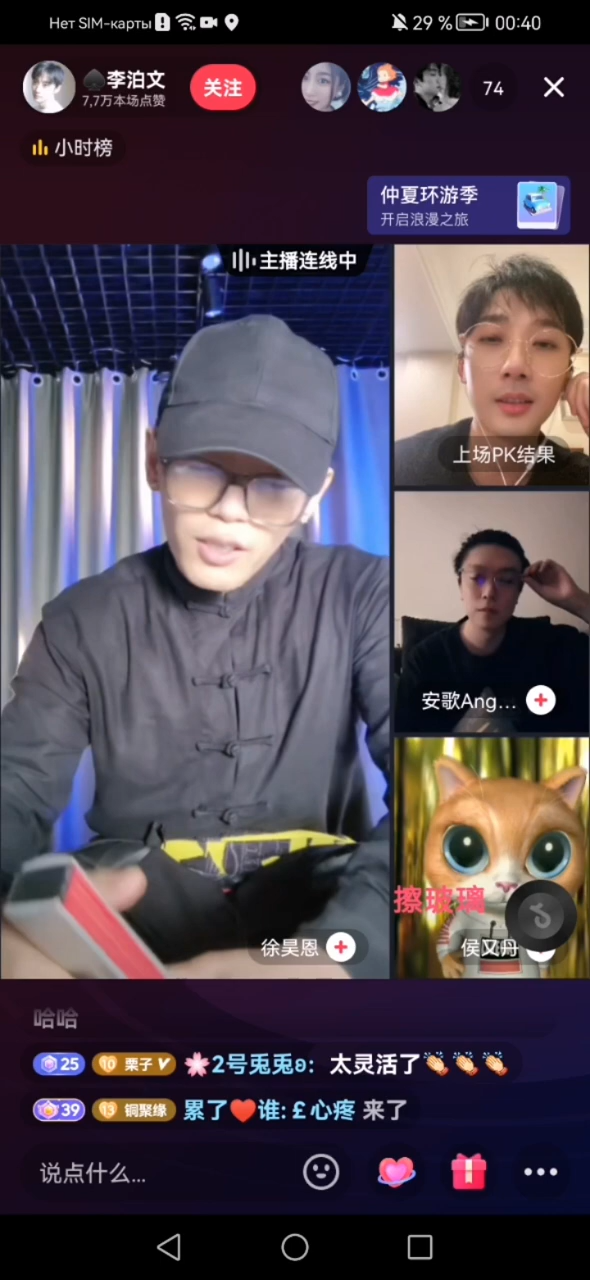 Нет SIM-карты 29 % 00:40
♠李泊文
7,7万本场点赞
关注
74
小时榜
仲夏环游季
开启浪漫之旅
主播连线中
上场PK结果
安歌Ang...
擦玻璃
徐昊恩
侯又丹
哈哈
25 10 栗子 🌸2号兎兎ʚ: 太灵活了👏👏👏
39 13 铜聚缘 累了❤谁:£心疼 来了
说点什么...